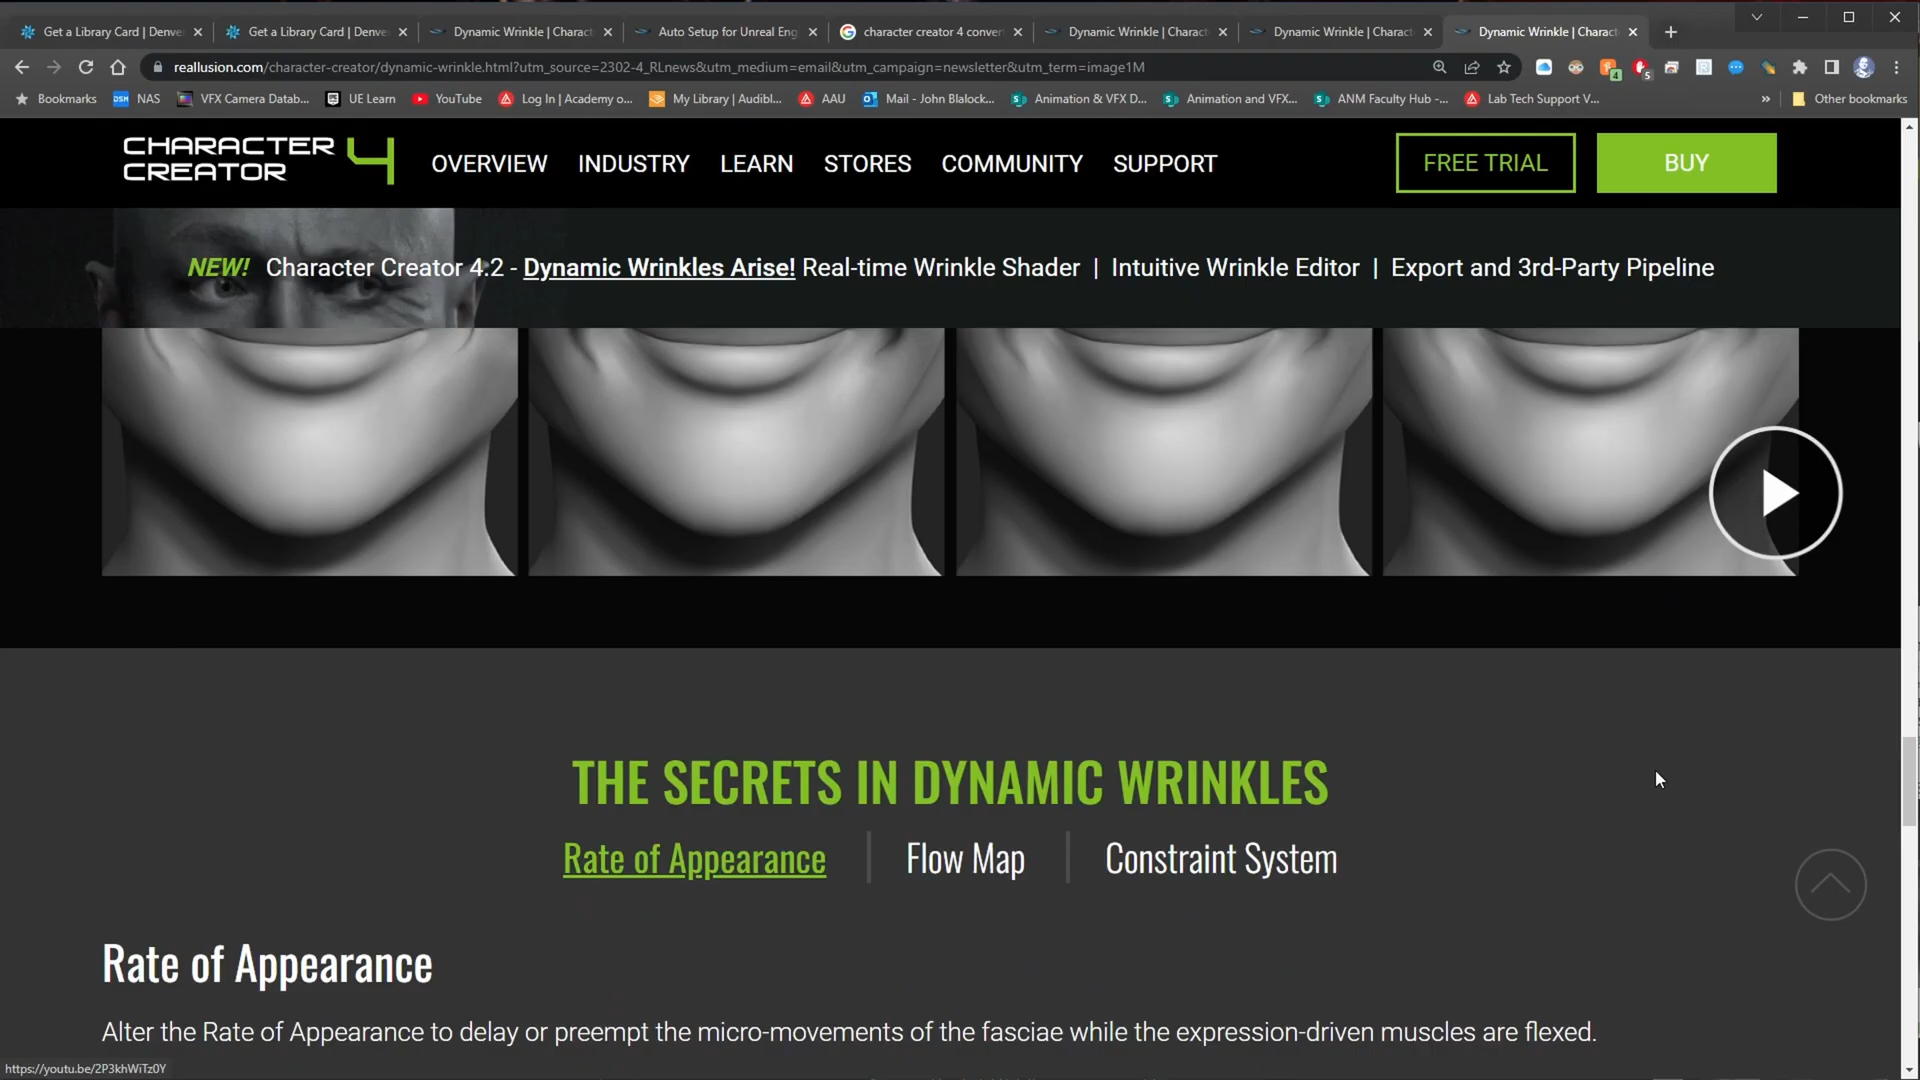 Get a Library Card | Denve
Get a Library Card | Denve
Dynamic Wrinkle | Charact
Auto Setup for Unreal Eng
character creator 4 conver
Dynamic Wrinkle | Charact
Dynamic Wrinkle | Charact
Dynamic Wrinkle | Charact
reallusion.com/character-creator/dynamic-wrinkle.html?utm_source=2302-4_RLnews&utm_medium=email&utm_campaign=newsletter&utm_term=image1M
4
5
Bookmarks
DSM
NAS
VFX Camera Datab...
UE Learn
YouTube
Log In | Academy o...
My Library | Audibl...
AAU
Mail - John Blalock...
Animation & VFX D...
Animation and VFX...
ANM Faculty Hub -...
Lab Tech Support V...
»
Other bookmarks
CHARACTER
CREATOR 4
OVERVIEW
INDUSTRY
LEARN
STORES
COMMUNITY
SUPPORT
FREE TRIAL
BUY
NEW! Character Creator 4.2 - Dynamic Wrinkles Arise! Real-time Wrinkle Shader | Intuitive Wrinkle Editor | Export and 3rd-Party Pipeline
THE SECRETS IN DYNAMIC WRINKLES
Rate of Appearance | Flow Map | Constraint System
Rate of Appearance
Alter the Rate of Appearance to delay or preempt the micro-movements of the fasciae while the expression-driven muscles are flexed.
https://youtu.be/2P3khWiTz0Y